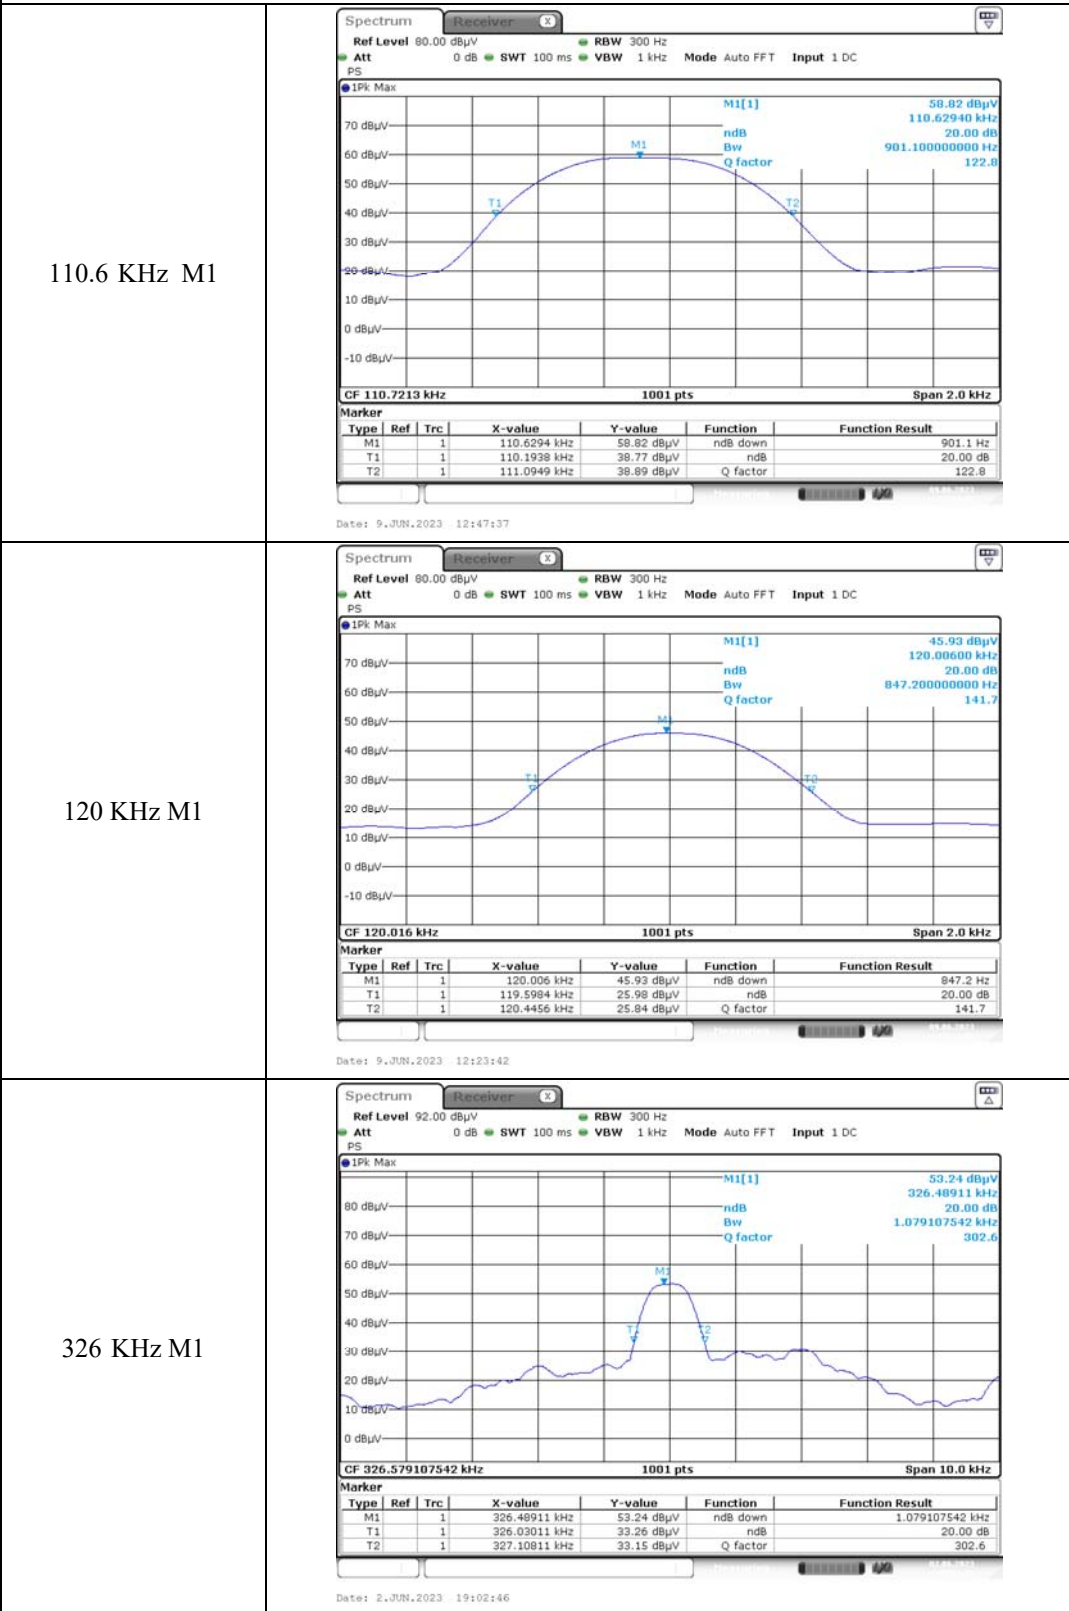 110.6 KHz M1
Spectrum Receiver X
Ref Level 80.00 dBµV RBW 300 Hz
Att 0 dB SWT 100 ms VBW 1 kHz Mode Auto FFT Input 1 DC
PS
1Pk Max
M1[1] 58.82 dBµV
110.62940 kHz
ndB 20.00 dB
Bw 901.100000000 Hz
Q factor 122.8
70 dBµV
60 dBµV
50 dBµV
40 dBµV
30 dBµV
20 dBµV
10 dBµV
0 dBµV
-10 dBµV
M1
T1
T2
CF 110.7213 kHz 1001 pts Span 2.0 kHz
Marker
Type Ref Trc X-value Y-value Function Function Result
M1 1 110.6294 kHz 58.82 dBµV ndB down 901.1 Hz
T1 1 110.1938 kHz 38.77 dBµV ndB 20.00 dB
T2 1 111.0949 kHz 38.89 dBµV Q factor 122.8
Date: 9.JUN.2023 12:47:37
120 KHz M1
Spectrum Receiver X
Ref Level 80.00 dBµV RBW 300 Hz
Att 0 dB SWT 100 ms VBW 1 kHz Mode Auto FFT Input 1 DC
PS
1Pk Max
M1[1] 45.93 dBµV
120.00600 kHz
ndB 20.00 dB
Bw 847.200000000 Hz
Q factor 141.7
70 dBµV
60 dBµV
50 dBµV
40 dBµV
30 dBµV
20 dBµV
10 dBµV
0 dBµV
-10 dBµV
M1
T1
T2
CF 120.016 kHz 1001 pts Span 2.0 kHz
Marker
Type Ref Trc X-value Y-value Function Function Result
M1 1 120.006 kHz 45.93 dBµV ndB down 847.2 Hz
T1 1 119.5984 kHz 25.98 dBµV ndB 20.00 dB
T2 1 120.4456 kHz 25.84 dBµV Q factor 141.7
Date: 9.JUN.2023 12:23:42
326 KHz M1
Spectrum Receiver X
Ref Level 92.00 dBµV RBW 300 Hz
Att 0 dB SWT 100 ms VBW 1 kHz Mode Auto FFT Input 1 DC
PS
1Pk Max
M1[1] 53.24 dBµV
326.48911 kHz
ndB 20.00 dB
Bw 1.079107542 kHz
Q factor 302.6
80 dBµV
70 dBµV
60 dBµV
50 dBµV
40 dBµV
30 dBµV
20 dBµV
10 dBµV
0 dBµV
M1
T1
T2
CF 326.579107542 kHz 1001 pts Span 10.0 kHz
Marker
Type Ref Trc X-value Y-value Function Function Result
M1 1 326.48911 kHz 53.24 dBµV ndB down 1.079107542 kHz
T1 1 326.03011 kHz 33.26 dBµV ndB 20.00 dB
T2 1 327.10811 kHz 33.15 dBµV Q factor 302.6
Date: 2.JUN.2023 19:02:46